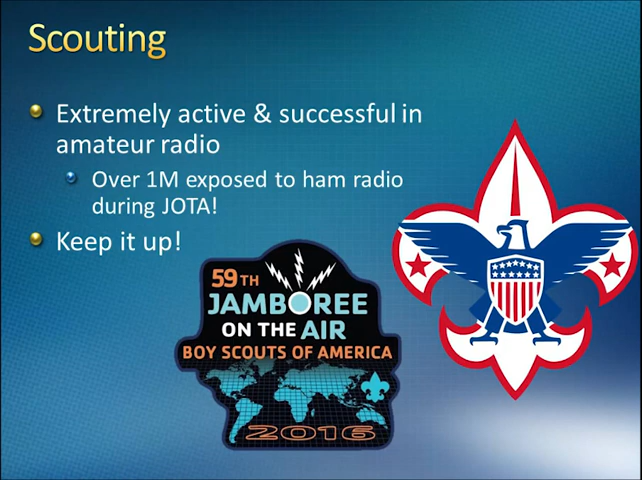 Scouting
Extremely active & successful in
amateur radio
Over 1M exposed to ham radio
during JOTA!
Keep it up!
59TH
JAMBOREE
ON THE AIR
BOY SCOUTS OF AMERICA
2016